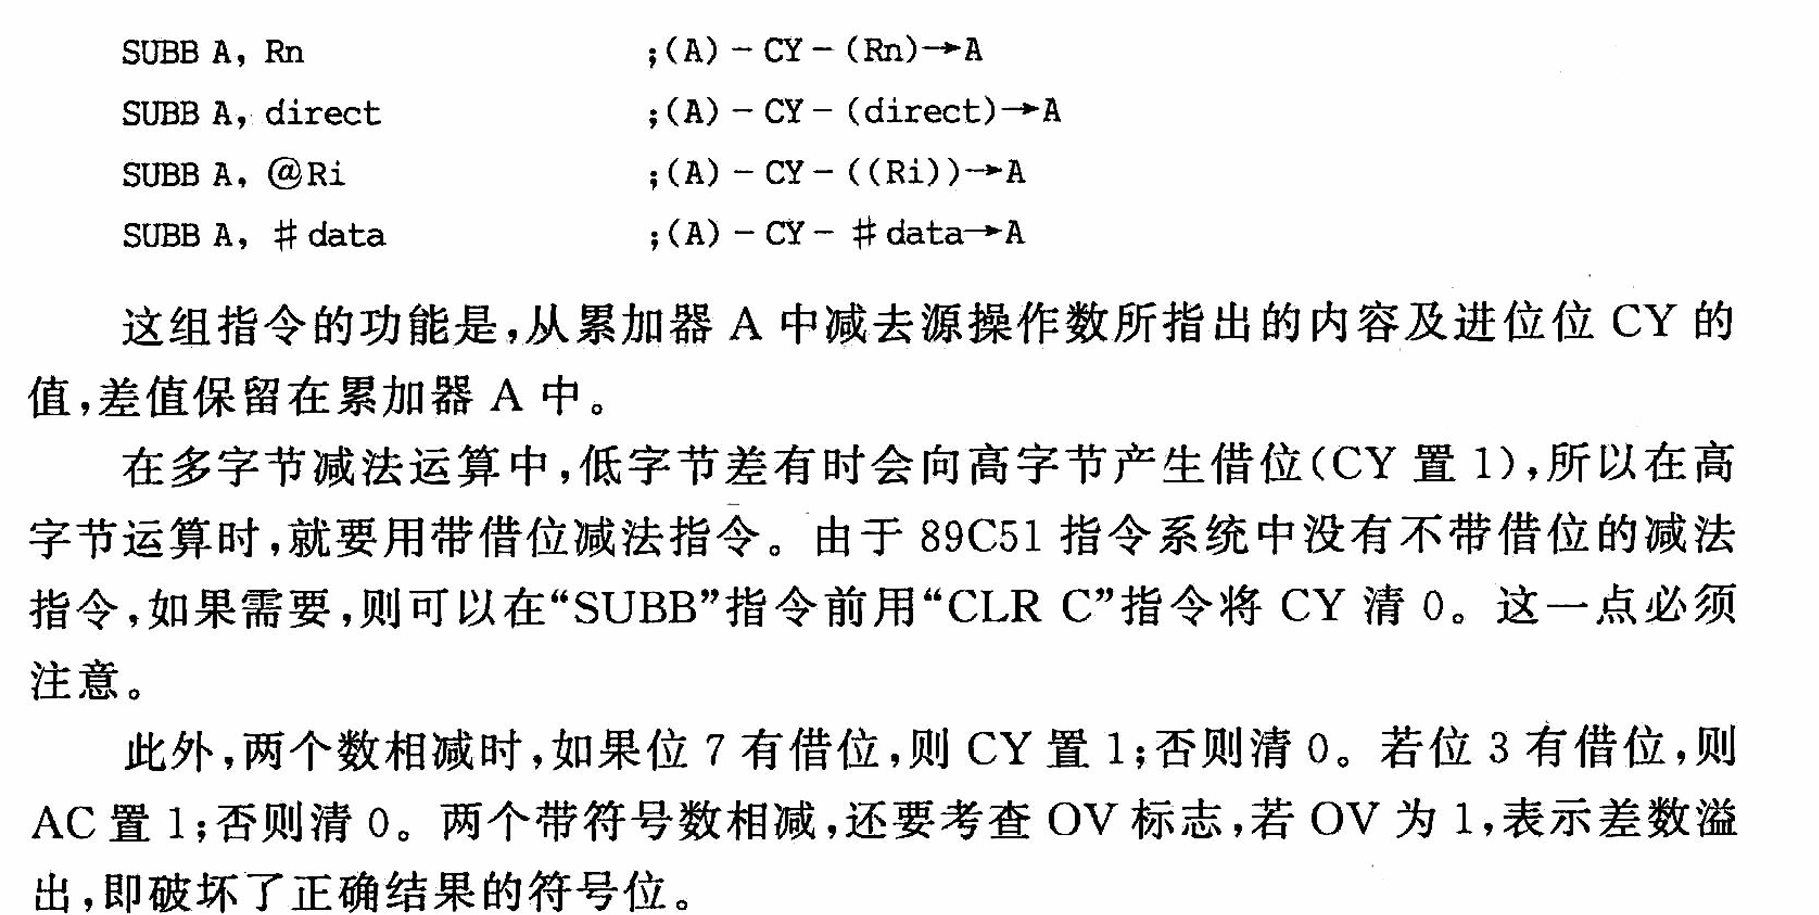 SUBB A, Rn ;(A)-CY-(Rn)→A
SUBB A, direct ;(A)-CY-(direct)→A
SUBB A, @Ri ;(A)-CY-((Ri))→A
SUBB A, #data ;(A)-CY-#data→A
这组指令的功能是,从累加器 A 中减去源操作数所指出的内容及进位位 CY 的
值,差值保留在累加器 A 中。
在多字节减法运算中,低字节差有时会向高字节产生借位(CY 置 1),所以在高
字节运算时,就要用带借位减法指令。由于 89C51 指令系统中没有不带借位的减法
指令,如果需要,则可以在“SUBB”指令前用“CLR C”指令将 CY 清 0。这一点必须
注意。
此外,两个数相减时,如果位 7 有借位,则 CY 置 1;否则清 0。若位 3 有借位,则
AC 置 1;否则清 0。两个带符号数相减,还要考查 OV 标志,若 OV 为 1,表示差数溢
出,即破坏了正确结果的符号位。